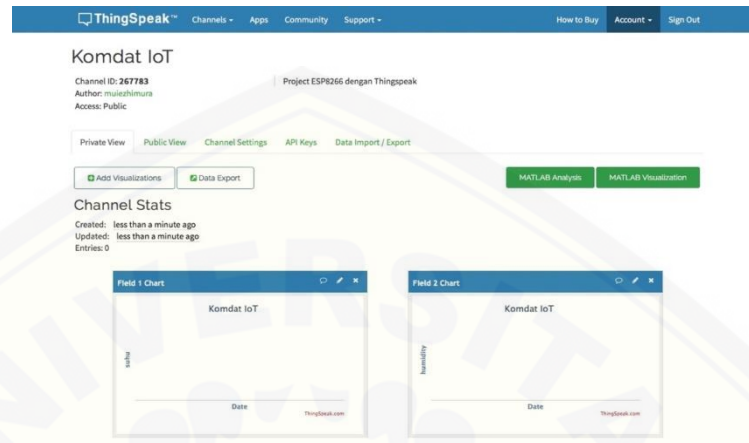 ThingSpeak™ Channels Apps Community Support How to Buy Account Sign Out
Komdat IoT
Channel ID: 267783 Project ESP8266 dengan Thingspeak
Author: muiezhimura
Access: Public
Private View Public View Channel Settings API Keys Data Import / Export
Add Visualizations Data Export MATLAB Analysis MATLAB Visualization
Channel Stats
Created: less than a minute ago
Updated: less than a minute ago
Entries: 0
Field 1 Chart
Komdat IoT
suhu
Date
ThingSpeak.com
Field 2 Chart
Komdat IoT
humidity
Date
ThingSpeak.com
UNIVERSITA